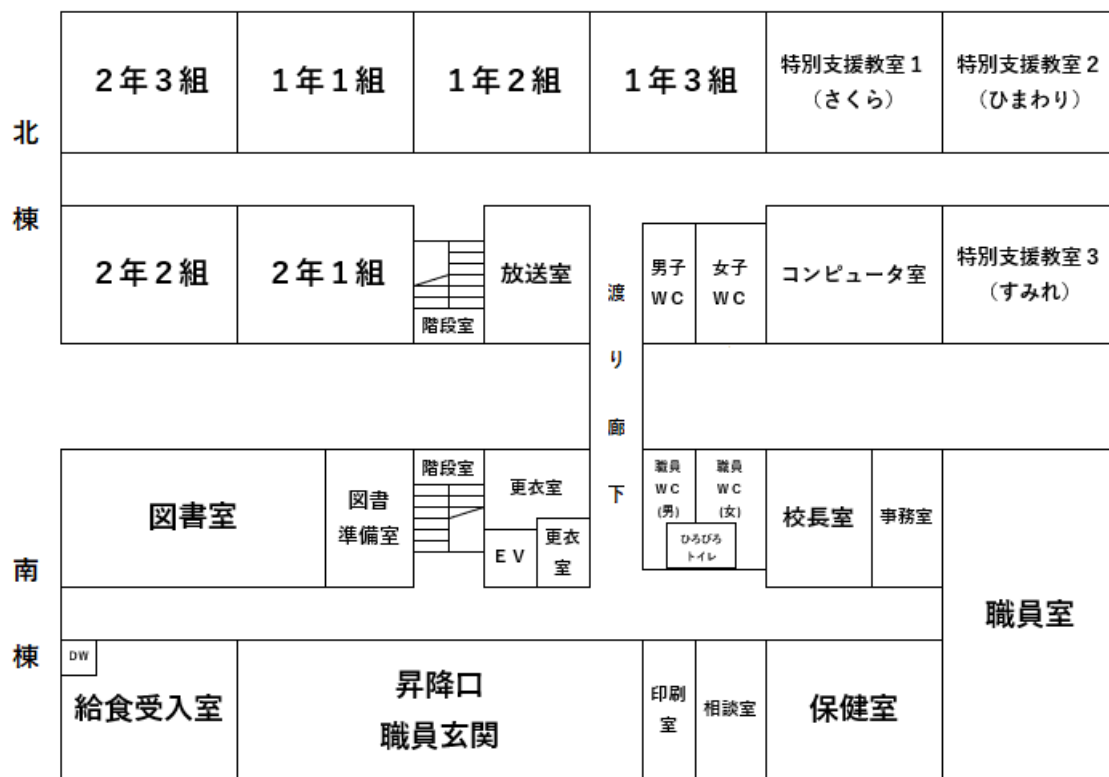 ２年３組
１年１組
１年２組
１年３組
特別支援教室１
（さくら）
特別支援教室２
（ひまわり）
北
棟
２年２組
２年１組
階段室
放送室
渡
り
廊
下
男子
ＷＣ
女子
ＷＣ
コンピュータ室
特別支援教室３
（すみれ）
南
棟
図書室
図書
準備室
階段室
更衣室
ＥＶ
更衣
室
職員
ＷＣ
(男)
職員
ＷＣ
(女)
ひろびろ
トイレ
校長室
事務室
職員室
DW
給食受入室
昇降口
職員玄関
印刷
室
相談室
保健室